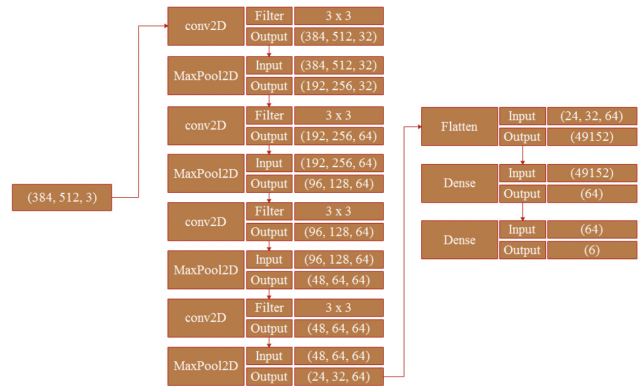 (384, 512, 3)
conv2D Filter 3 x 3
Output (384, 512, 32)
MaxPool2D Input (384, 512, 32)
Output (192, 256, 32)
conv2D Filter 3 x 3
Output (192, 256, 64)
MaxPool2D Input (192, 256, 64)
Output (96, 128, 64)
conv2D Filter 3 x 3
Output (96, 128, 64)
MaxPool2D Input (96, 128, 64)
Output (48, 64, 64)
conv2D Filter 3 x 3
Output (48, 64, 64)
MaxPool2D Input (48, 64, 64)
Output (24, 32, 64)
Flatten Input (24, 32, 64)
Output (49152)
Dense Input (49152)
Output (64)
Dense Input (64)
Output (6)